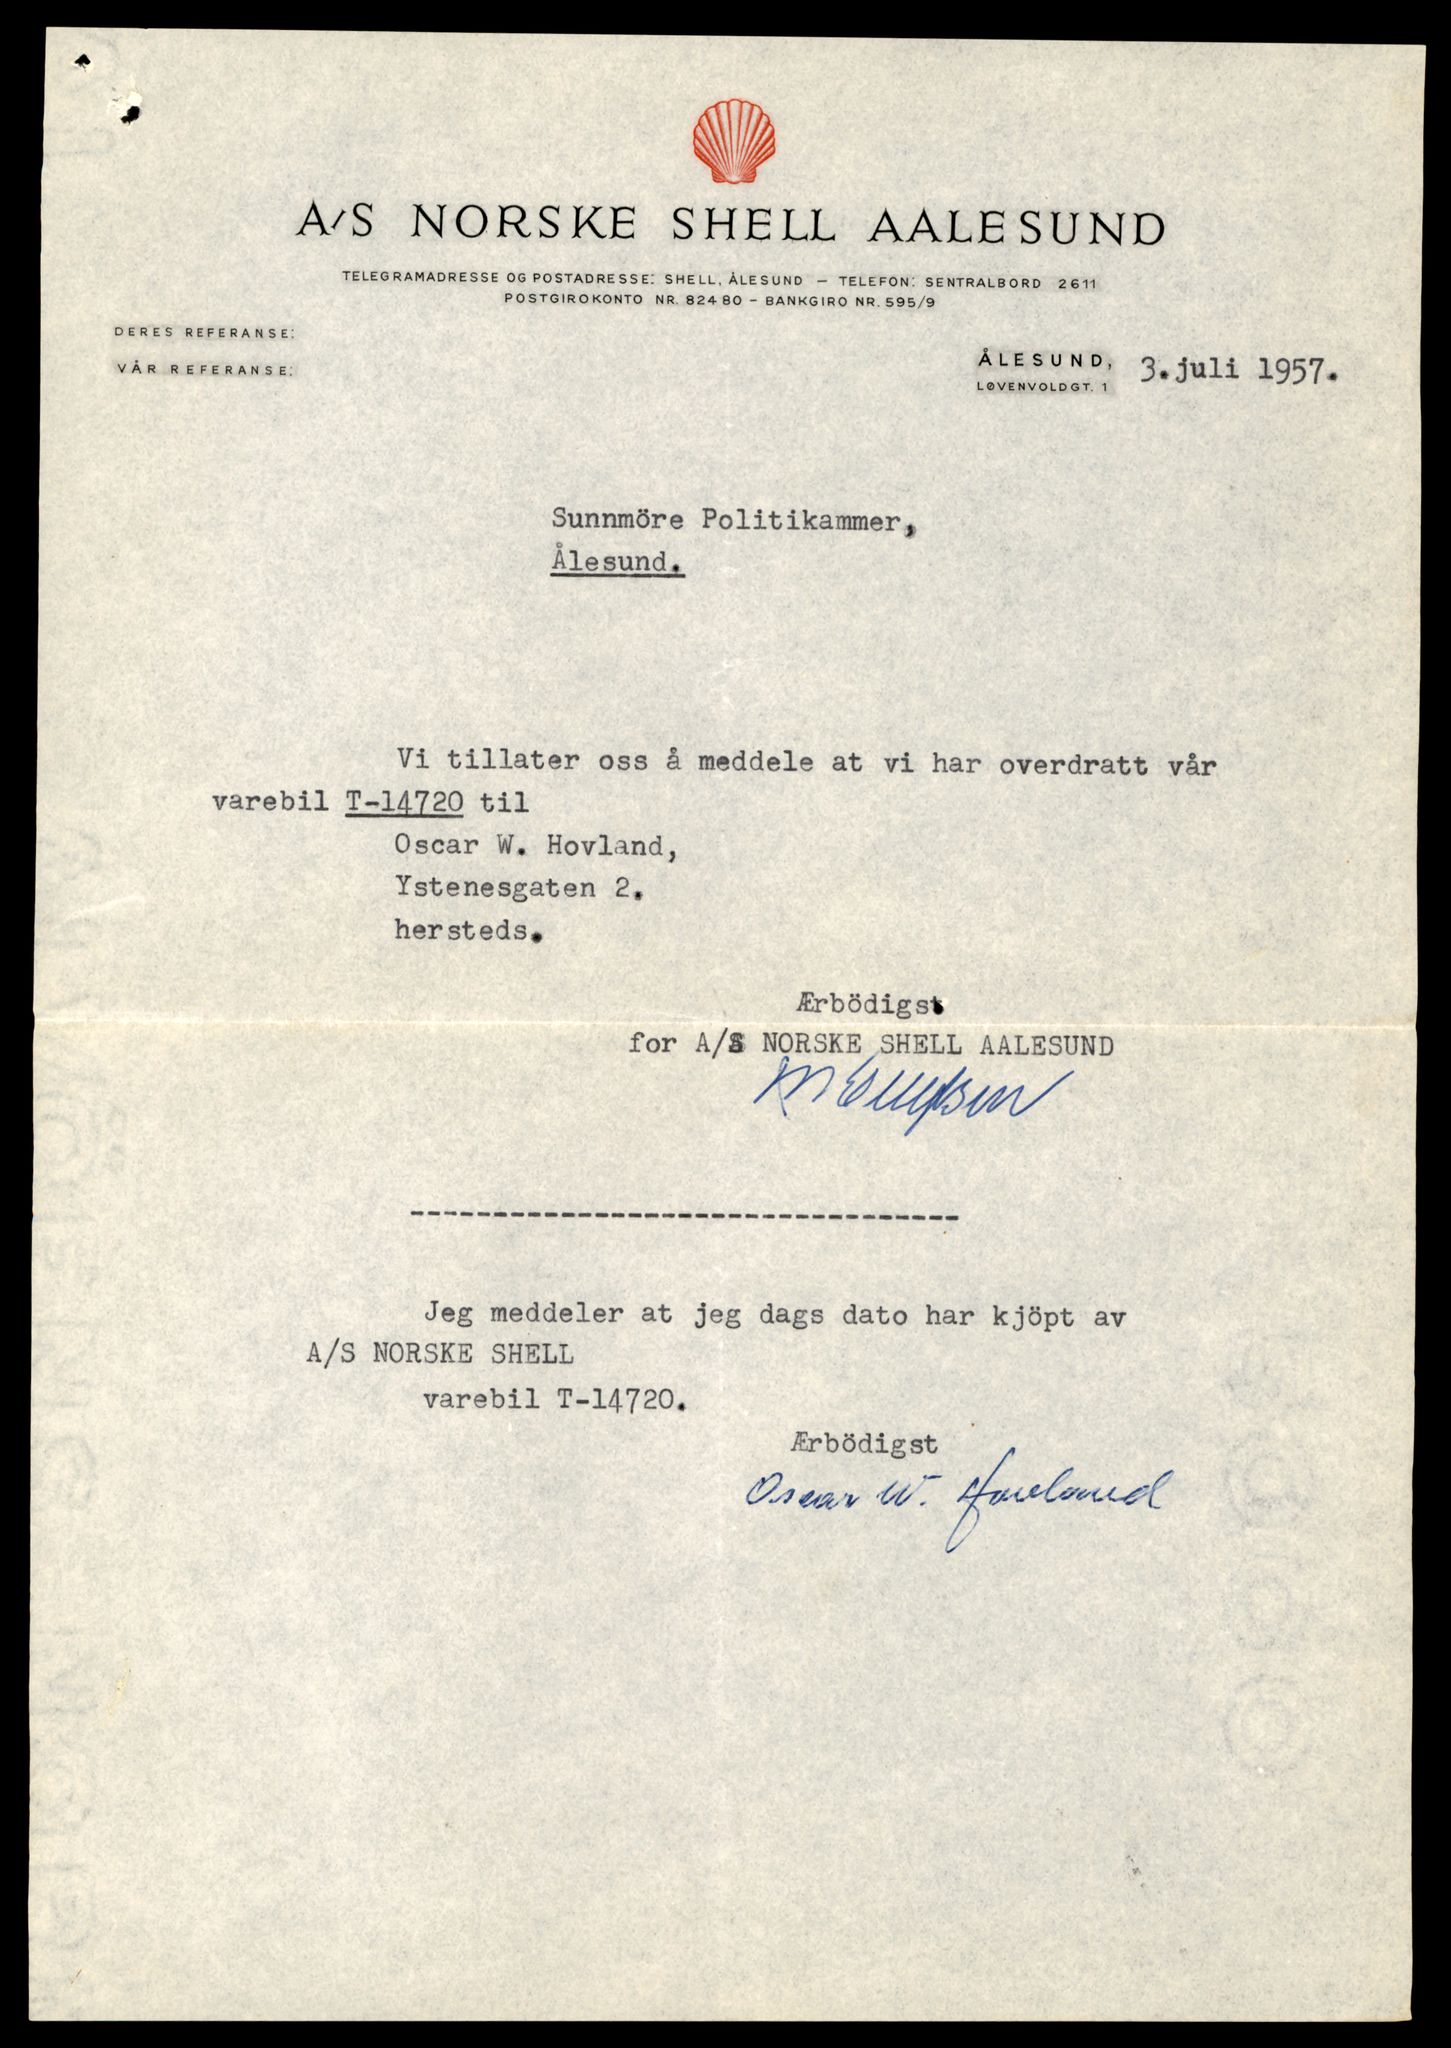 A/S NORSKE SHELL AALESUND
TELEGRAMADRESSE OG POSTADRESSE: SHELL, ÅLESUND — TELEFON: SENTRALBORD 2611
POSTGIROKONTO NR. 82480 – BANKGIRO NR. 595/9
DERES REFERANSE:
VÅR REFERANSE:
ÅLESUND, 3. juli 1957.
LØVENVOLDGT. 1
Sunnmöre Politikammer,
Ålesund.
Vi tillater oss å meddele at vi har overdratt vår
varebil T-14720 til
Oscar W. Hovland,
Ystenesgaten 2.
hersteds.
Ærbödigst
for A/S NORSKE SHELL AALESUND
---------------------------------
Jeg meddeler at jeg dags dato har kjöpt av
A/S NORSKE SHELL
varebil T-14720.
Ærbödigst
Oscar W. Hovland